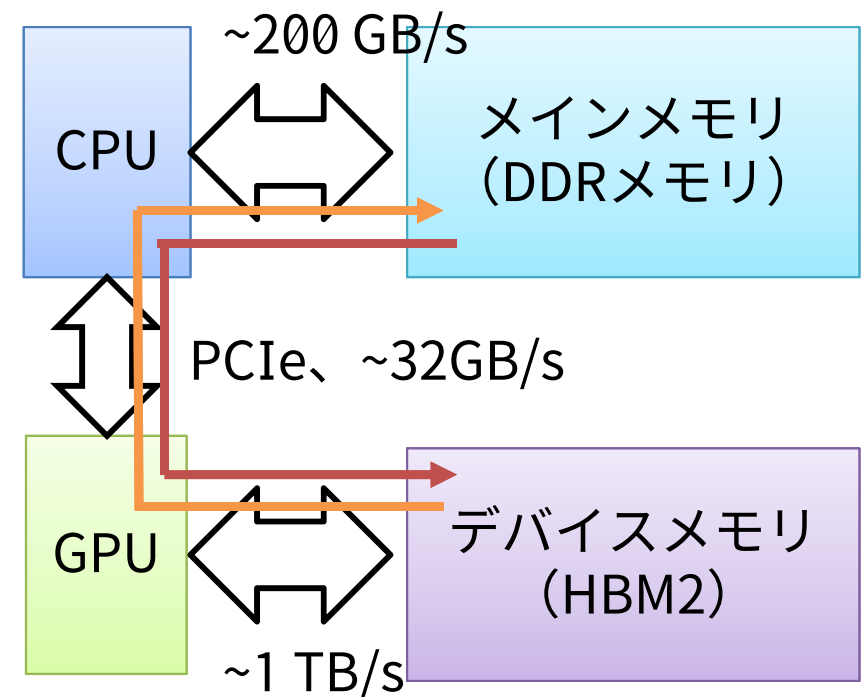 ~200 GB/s
CPU
メインメモリ
（DDRメモリ）
PCIe、~32GB/s
GPU
デバイスメモリ
（HBM2）
~1 TB/s